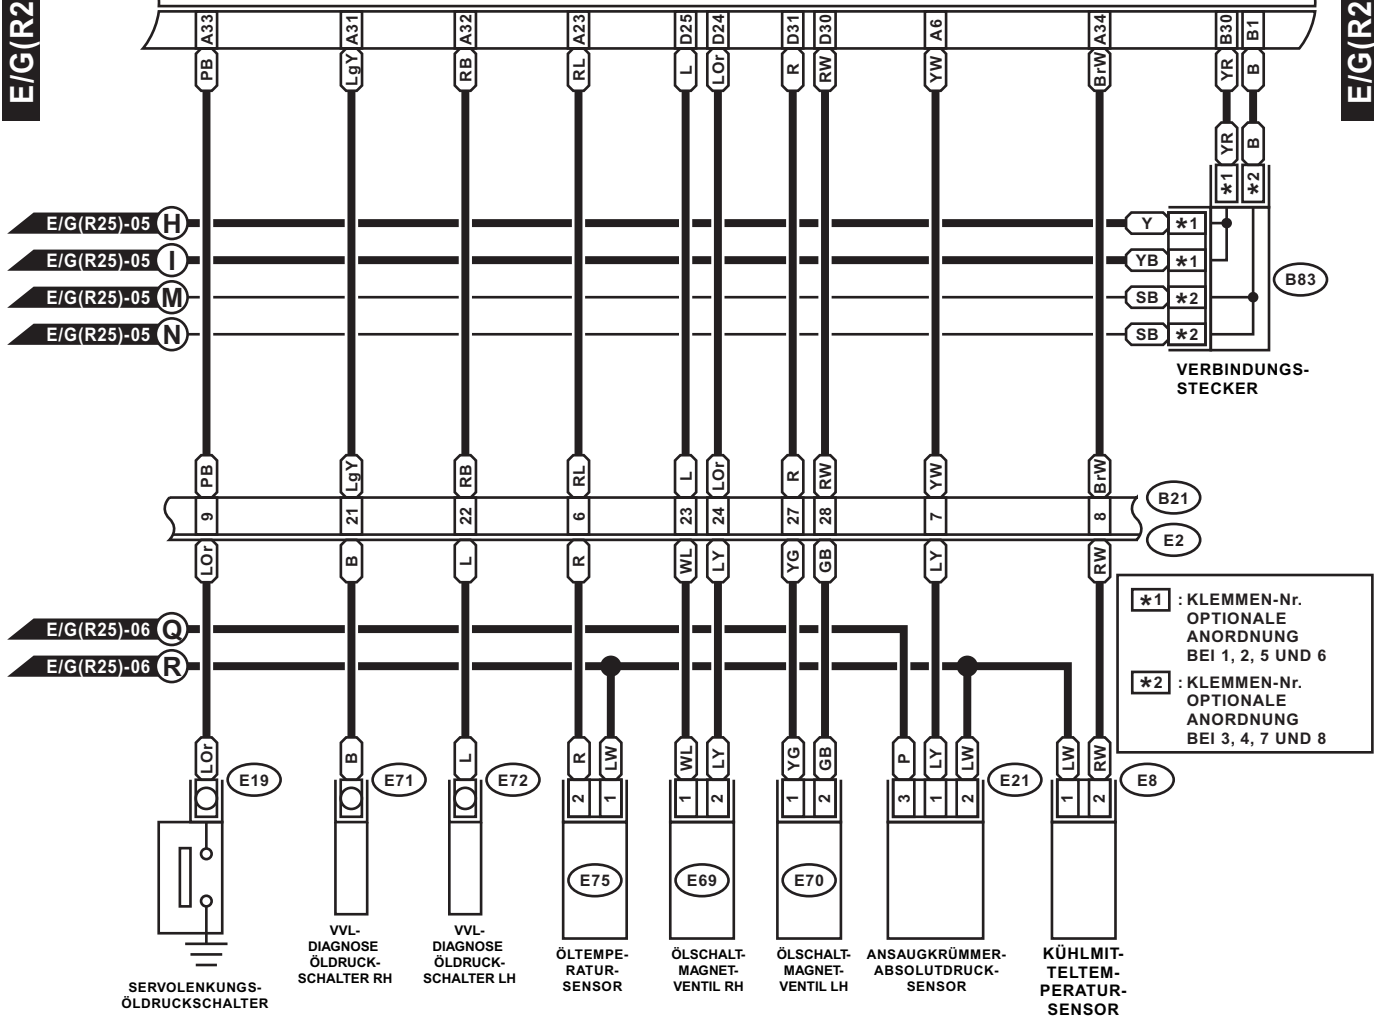 E/G(R2
E/G(R2
A33 A31 A32 A23 D25 D24 D31 D30 A6 A34 B30 B1
PB LgY RB RL L LOr R RW YW BrW YR B
YR B
*1 *2
E/G(R25)-05 H Y *1
E/G(R25)-05 I YB *1
B83
E/G(R25)-05 M SB *2
E/G(R25)-05 N SB *2
VERBINDUNGS-
STECKER
PB LgY RB RL L LOr R RW YW BrW
B21
9 21 22 6 23 24 27 28 7 8
E2
LOr B L R WL LY YG GB LY RW
*1 : KLEMMEN-Nr.
OPTIONALE
ANORDNUNG
BEI 1, 2, 5 UND 6
*2 : KLEMMEN-Nr.
OPTIONALE
ANORDNUNG
BEI 3, 4, 7 UND 8
E/G(R25)-06 Q
E/G(R25)-06 R
LOr B L R LW WL LY YG GB P LY LW LW RW
E19 E71 E72 E21 E8
2 1 1 2 1 2 3 1 2 1 2
E75 E69 E70
SERVOLENKUNGS-
ÖLDRUCKSCHALTER
VVL-
DIAGNOSE
ÖLDRUCK-
SCHALTER RH
VVL-
DIAGNOSE
ÖLDRUCK-
SCHALTER LH
ÖLTEMPE-
RATUR-
SENSOR
ÖLSCHALT-
MAGNET-
VENTIL RH
ÖLSCHALT-
MAGNET-
VENTIL LH
ANSAUGKRÜMMER-
ABSOLUTDRUCK-
SENSOR
KÜHLMIT-
TELTEM-
PERATUR-
SENSOR